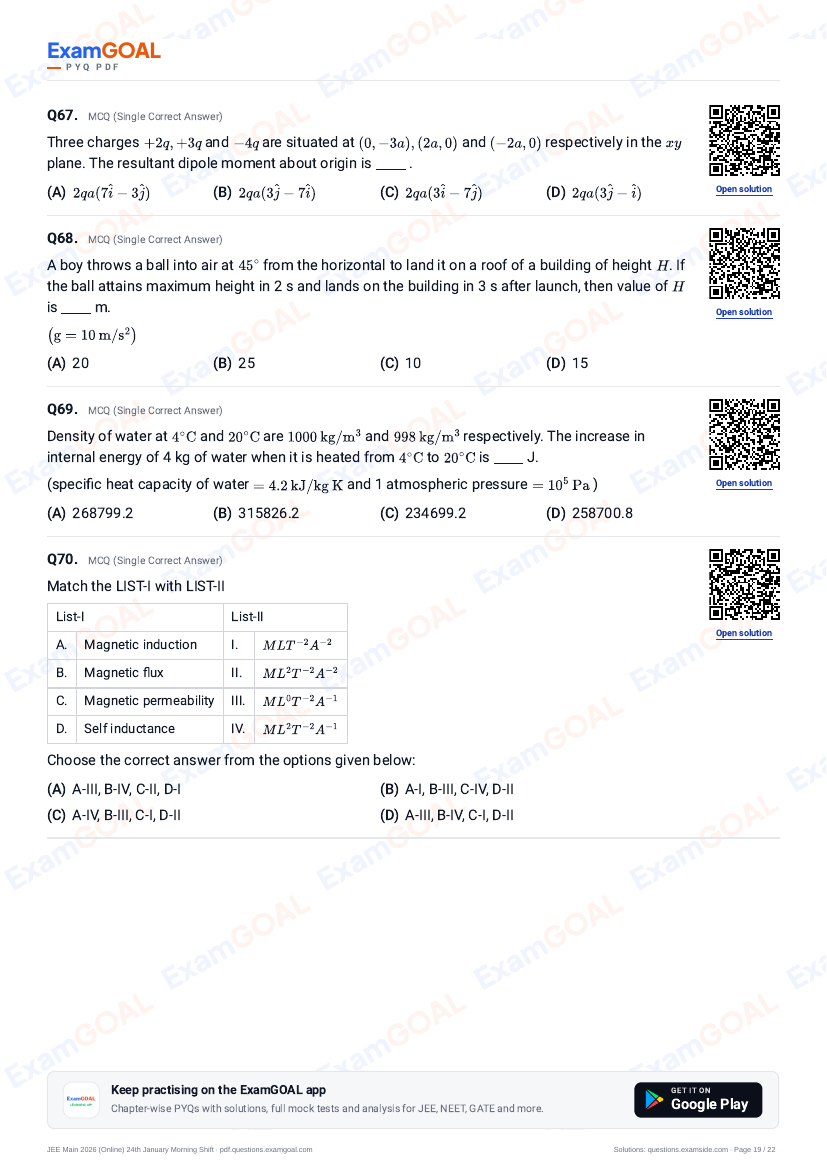 ExamGOAL
PYQ PDF
Q67. MCQ (Single Correct Answer)
Three charges +2q, +3q and −4q are situated at (0, −3a), (2a, 0) and (−2a, 0) respectively in the xy
plane. The resultant dipole moment about origin is ____ .
(A) 2qa(7î − 3ĵ) (B) 2qa(3ĵ − 7î) (C) 2qa(3î − 7ĵ) (D) 2qa(3ĵ − î)
Open solution
Q68. MCQ (Single Correct Answer)
A boy throws a ball into air at 45° from the horizontal to land it on a roof of a building of height H. If
the ball attains maximum height in 2 s and lands on the building in 3 s after launch, then value of H
is ____ m.
(g = 10 m/s²)
(A) 20 (B) 25 (C) 10 (D) 15
Open solution
Q69. MCQ (Single Correct Answer)
Density of water at 4°C and 20°C are 1000 kg/m³ and 998 kg/m³ respectively. The increase in
internal energy of 4 kg of water when it is heated from 4°C to 20°C is ____ J.
(specific heat capacity of water = 4.2 kJ/kg K and 1 atmospheric pressure = 10⁵ Pa )
(A) 268799.2 (B) 315826.2 (C) 234699.2 (D) 258700.8
Open solution
Q70. MCQ (Single Correct Answer)
Match the LIST-I with LIST-II
List-I List-II
A. Magnetic induction I. MLT⁻²A⁻²
B. Magnetic flux II. ML²T⁻²A⁻²
C. Magnetic permeability III. ML⁰T⁻²A⁻¹
D. Self inductance IV. ML²T⁻²A⁻¹
Choose the correct answer from the options given below:
(A) A-III, B-IV, C-II, D-I (B) A-I, B-III, C-IV, D-II
(C) A-IV, B-III, C-I, D-II (D) A-III, B-IV, C-I, D-II
Open solution
Keep practising on the ExamGOAL app
Chapter-wise PYQs with solutions, full mock tests and analysis for JEE, NEET, GATE and more.
GET IT ON
Google Play
JEE Main 2026 (Online) 24th January Morning Shift · pdf.questions.examgoal.com Solutions: questions.examside.com · Page 19 / 22